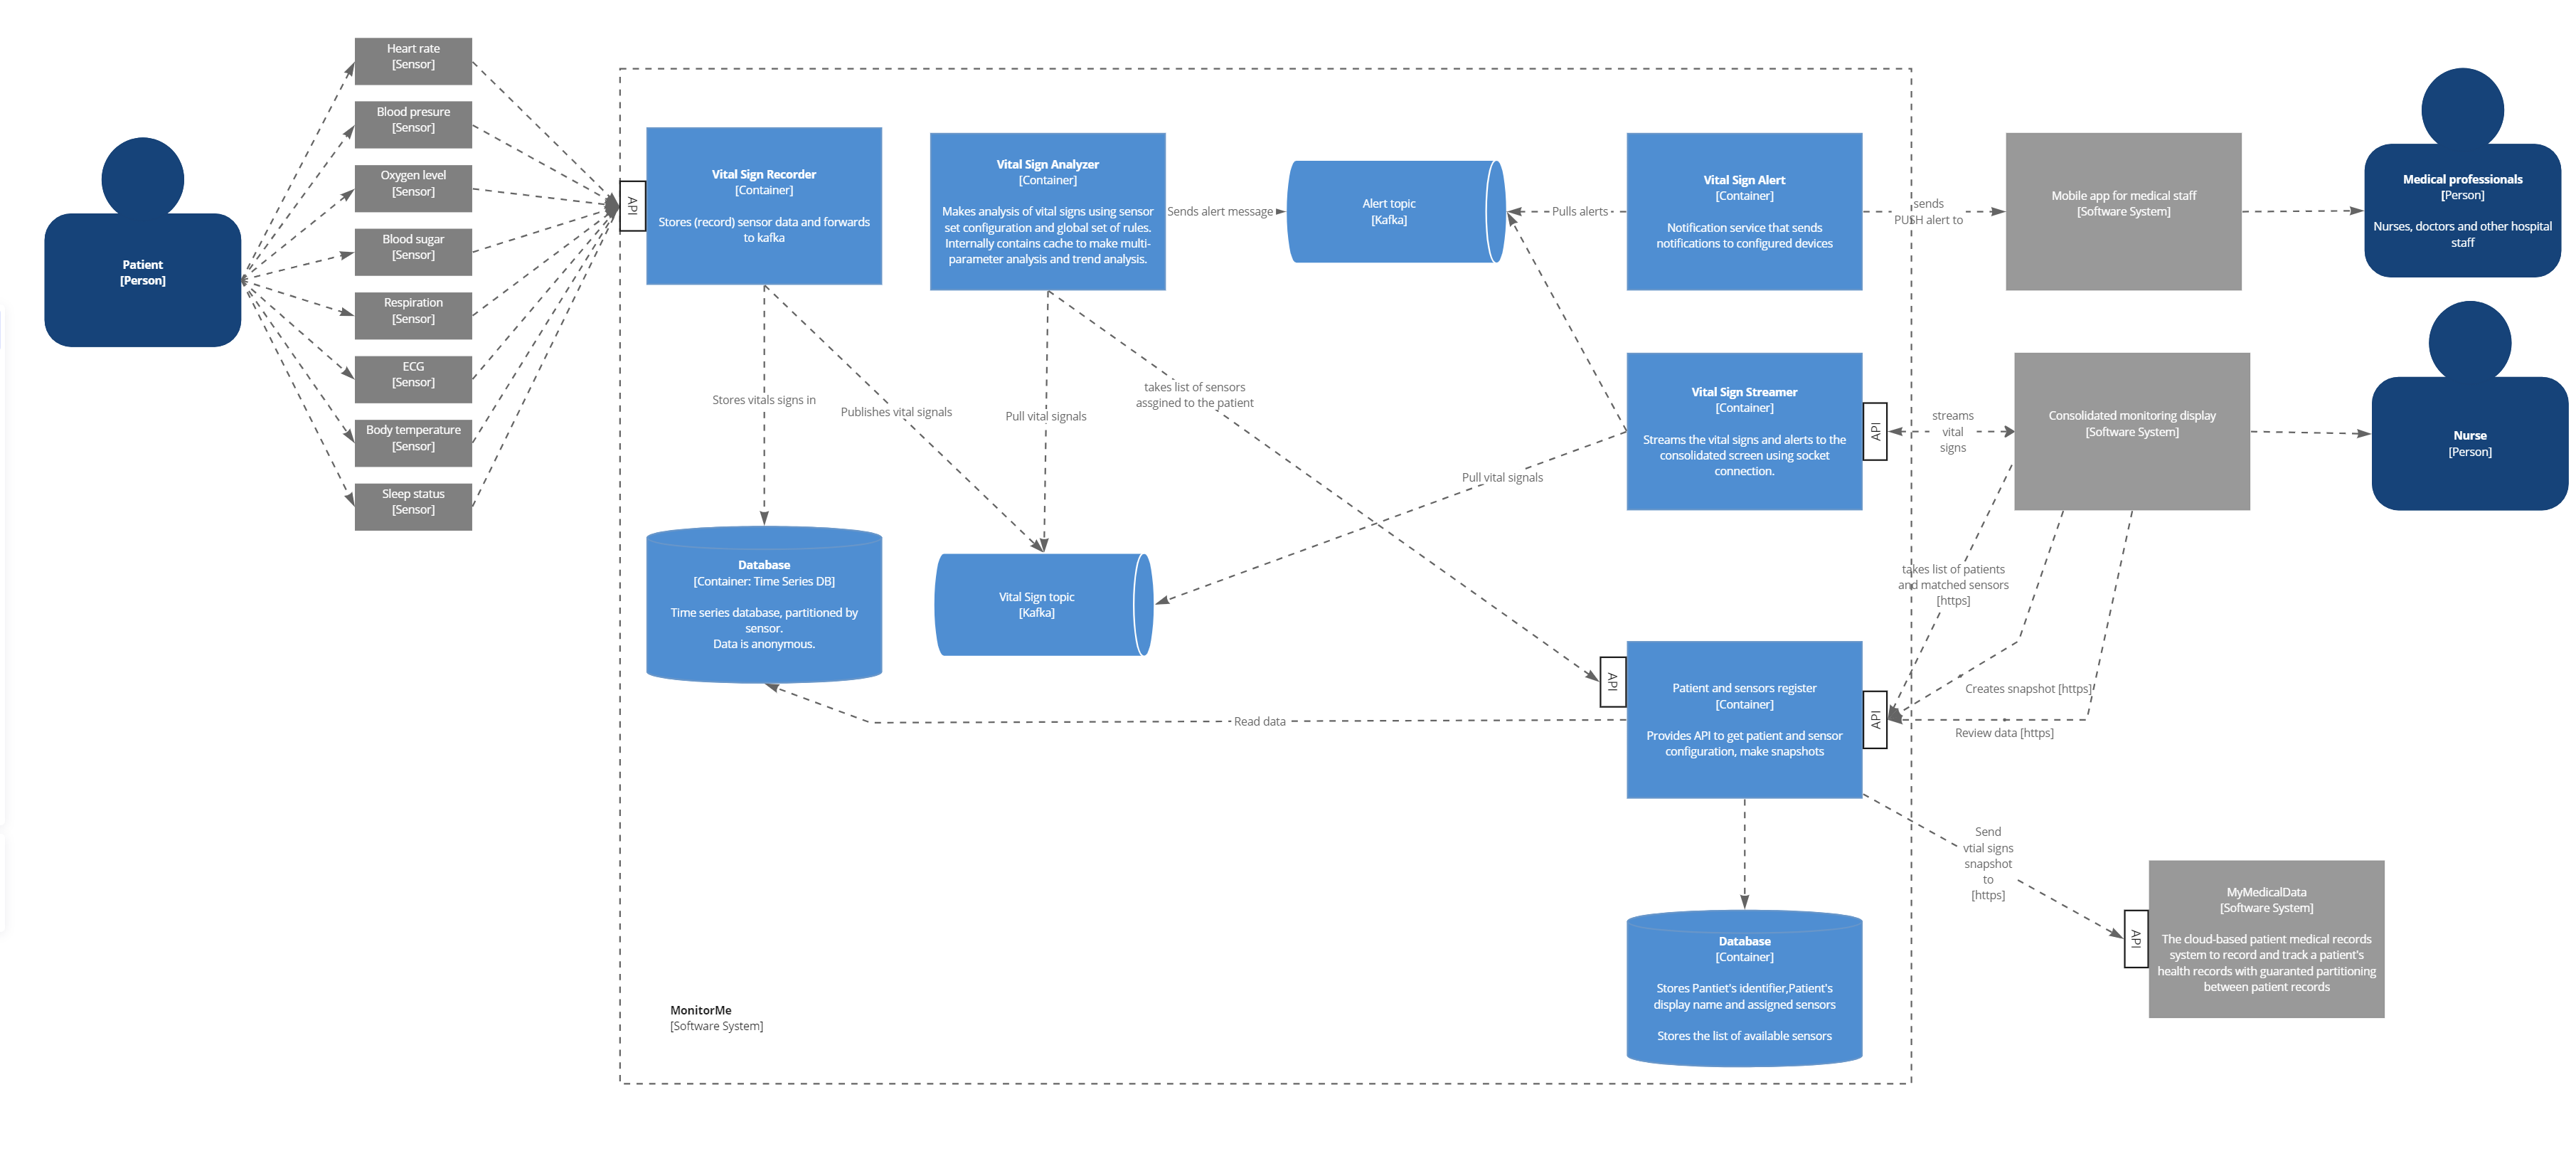 Patient
[Person]
Heart rate
[Sensor]
Blood presure
[Sensor]
Oxygen level
[Sensor]
Blood sugar
[Sensor]
Respiration
[Sensor]
ECG
[Sensor]
Body temperature
[Sensor]
Sleep status
[Sensor]
API
Vital Sign Recorder
[Container]
Stores (record) sensor data and forwards
to kafka
Vital Sign Analyzer
[Container]
Makes analysis of vital signs using sensor
set configuration and global set of rules.
Internally contains cache to make multi-
parameter analysis and trend analysis.
Sends alert message
Alert topic
[Kafka]
Pulls alerts
Vital Sign Alert
[Container]
Notification service that sends
notifications to configured devices
sends
PUSH alert to
Mobile app for medical staff
[Software System]
Medical professionals
[Person]
Nurses, doctors and other hospital
staff
Stores vitals signs in
Publishes vital signals
Pull vital signals
takes list of sensors
assgined to the patient
Pull vital signals
Vital Sign Streamer
[Container]
Streams the vital signs and alerts to the
consolidated screen using socket
connection.
API
streams
vital
signs
Consolidated monitoring display
[Software System]
Nurse
[Person]
Database
[Container: Time Series DB]
Time series database, partitioned by
sensor.
Data is anonymous.
Vital Sign topic
[Kafka]
takes list of patients
and matched sensors
[https]
Creates snapshot [https]
Review data [https]
Read data
API
Patient and sensors register
[Container]
Provides API to get patient and sensor
configuration, make snapshots
API
Send
vtial signs
snapshot
to
[https]
API
MyMedicalData
[Software System]
The cloud-based patient medical records
system to record and track a patient's
health records with guaranted partitioning
between patient records
Database
[Container]
Stores Pantiet's identifier,Patient's
display name and assigned sensors
Stores the list of available sensors
MonitorMe
[Software System]